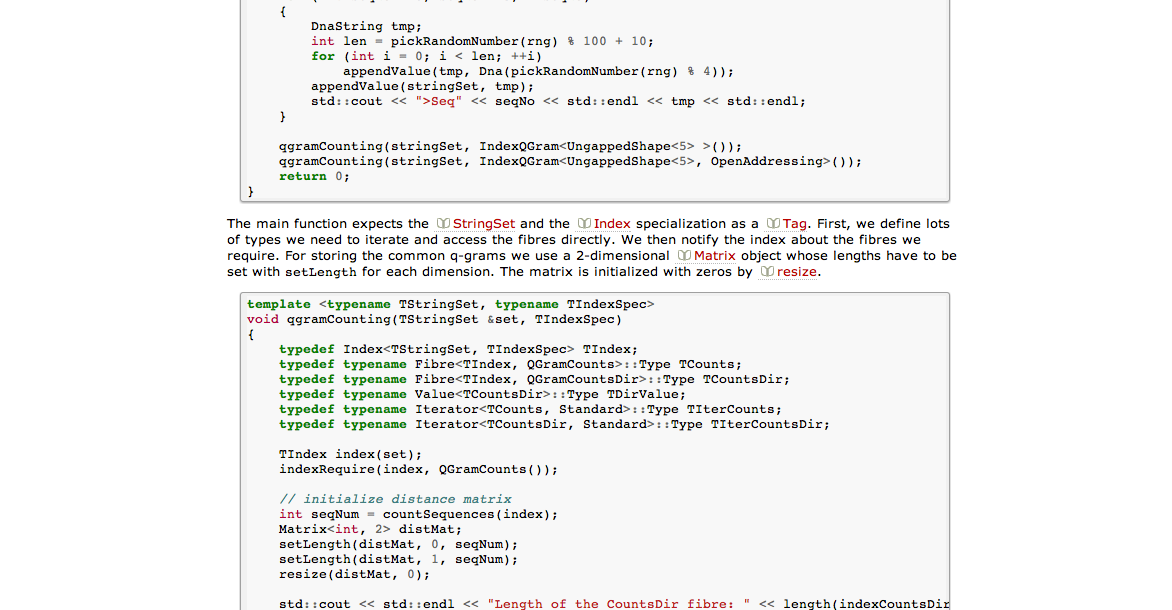 {
DnaString tmp;
int len = pickRandomNumber(rng) % 100 + 10;
for (int i = 0; i < len; ++i)
appendValue(tmp, Dna(pickRandomNumber(rng) % 4));
appendValue(stringSet, tmp);
std::cout << ">Seq" << seqNo << std::endl << tmp << std::endl;
}
qgramCounting(stringSet, IndexQGram<UngappedShape<5> >());
qgramCounting(stringSet, IndexQGram<UngappedShape<5>, OpenAddressing>());
return 0;
}
The main function expects the StringSet and the Index specialization as a Tag. First, we define lots
of types we need to iterate and access the fibres directly. We then notify the index about the fibres we
require. For storing the common q-grams we use a 2-dimensional Matrix object whose lengths have to be
set with setLength for each dimension. The matrix is initialized with zeros by resize.
template <typename TStringSet, typename TIndexSpec>
void qgramCounting(TStringSet &set, TIndexSpec)
{
typedef Index<TStringSet, TIndexSpec> TIndex;
typedef typename Fibre<TIndex, QGramCounts>::Type TCounts;
typedef typename Fibre<TIndex, QGramCountsDir>::Type TCountsDir;
typedef typename Value<TCountsDir>::Type TDirValue;
typedef typename Iterator<TCounts, Standard>::Type TIterCounts;
typedef typename Iterator<TCountsDir, Standard>::Type TIterCountsDir;
TIndex index(set);
indexRequire(index, QGramCounts());
// initialize distance matrix
int seqNum = countSequences(index);
Matrix<int, 2> distMat;
setLength(distMat, 0, seqNum);
setLength(distMat, 1, seqNum);
resize(distMat, 0);
std::cout << std::endl << "Length of the CountsDir fibre: " << length(indexCountsDir